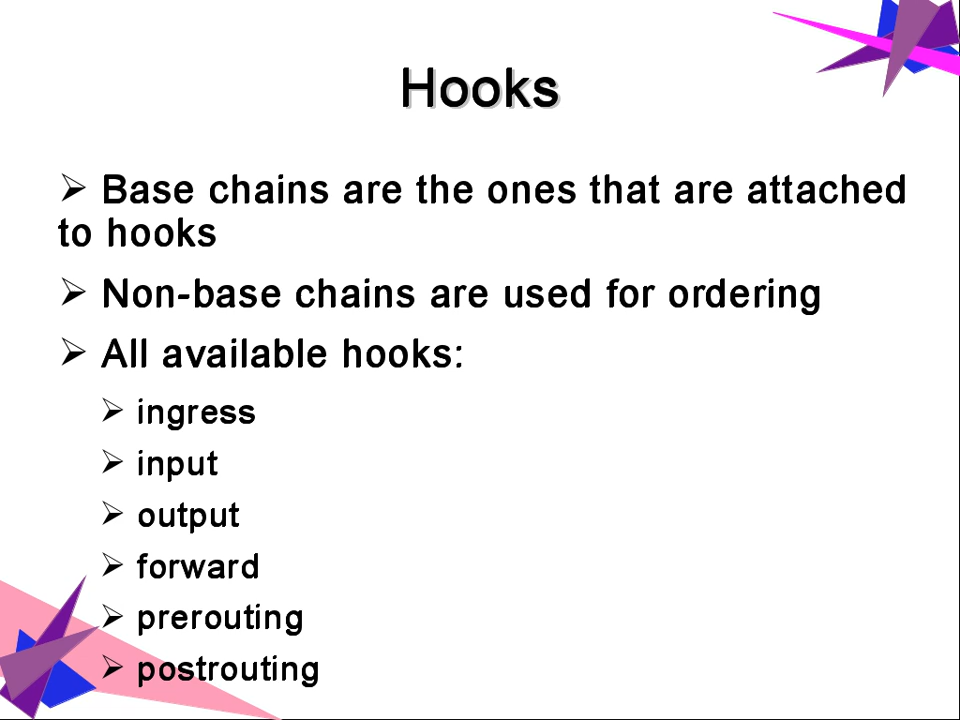 Hooks
➢ Base chains are the ones that are attached
to hooks
➢ Non-base chains are used for ordering
➢ All available hooks:
➢ ingress
➢ input
➢ output
➢ forward
➢ prerouting
➢ postrouting